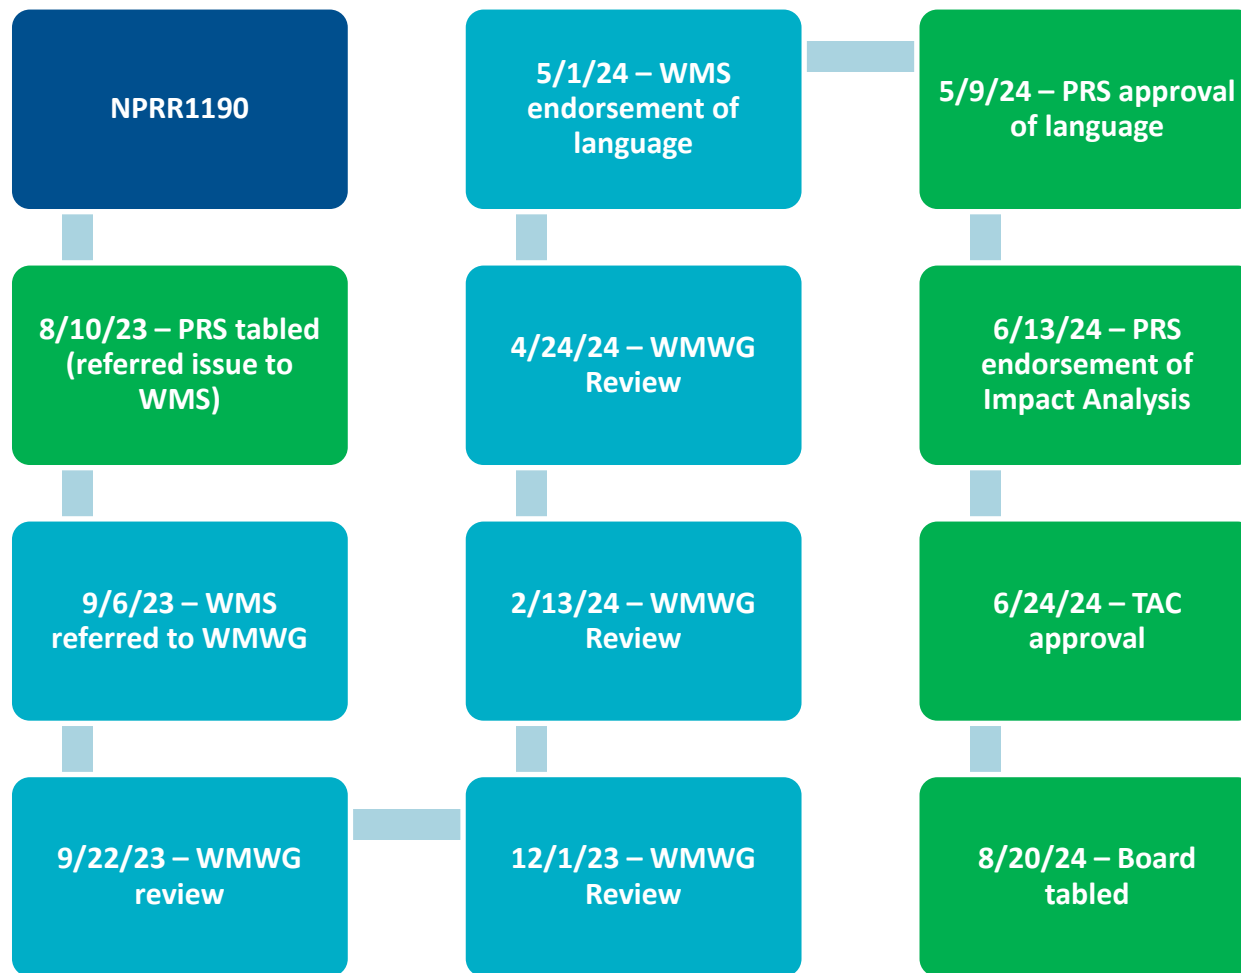 NPRR1190
8/10/23 – PRS tabled
(referred issue to
WMS)
9/6/23 – WMS
referred to WMWG
9/22/23 – WMWG
review
12/1/23 – WMWG
Review
2/13/24 – WMWG
Review
4/24/24 – WMWG
Review
5/1/24 – WMS
endorsement of
language
5/9/24 – PRS approval
of language
6/13/24 – PRS
endorsement of
Impact Analysis
6/24/24 – TAC
approval
8/20/24 – Board
tabled